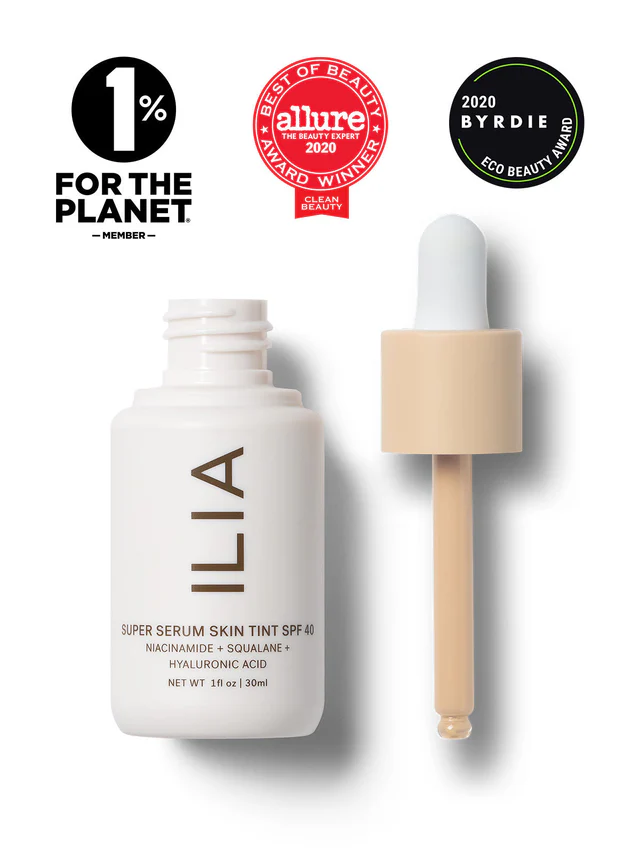 1%
FOR THE
PLANET®
— MEMBER —
BEST OF BEAUTY
allure
THE BEAUTY EXPERT
2020
AWARD WINNER
CLEAN
BEAUTY
2020
BYRDIE
ECO BEAUTY AWARD
ILIA
SUPER SERUM SKIN TINT SPF 40
NIACINAMIDE + SQUALANE +
HYALURONIC ACID
NET WT 1fl oz | 30ml